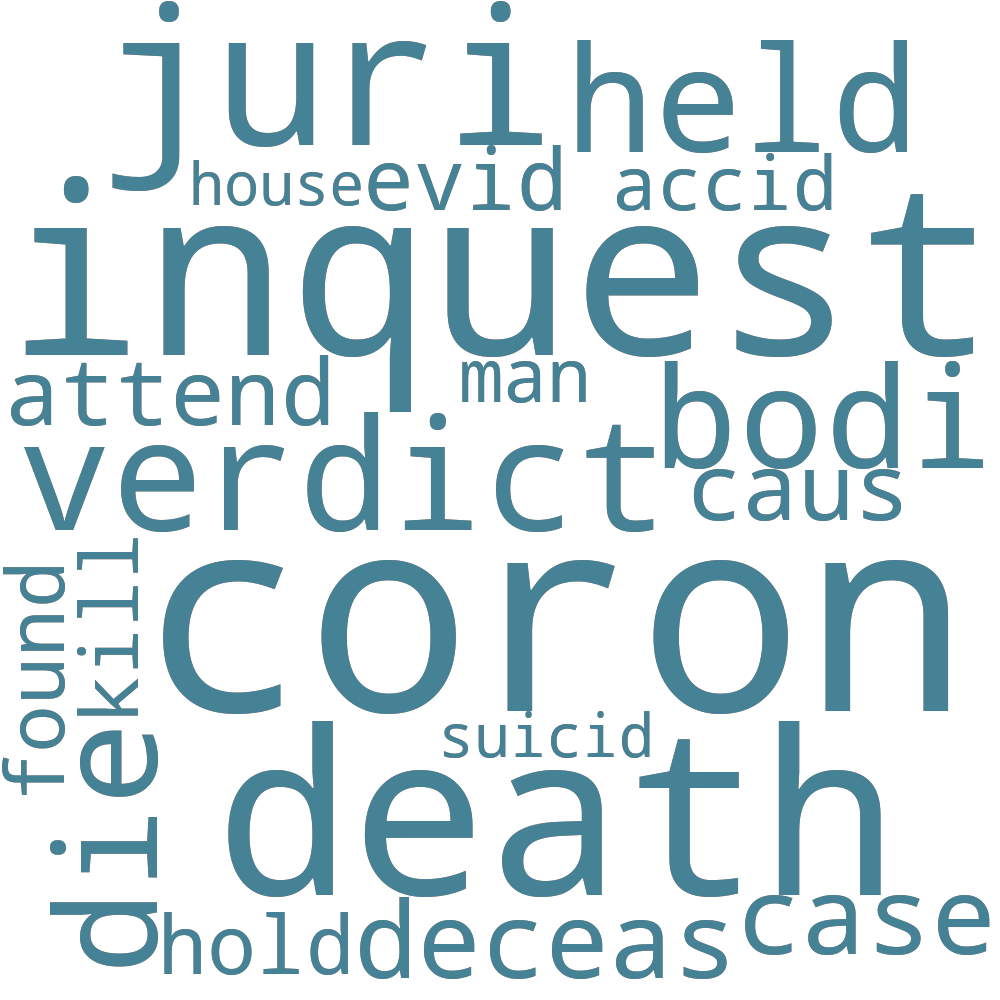 juri
held
house
evid
accid
inquest
attend
man
bodi
verdict
caus
found
kill
coron
die
suicid
death
hold
deceas
case